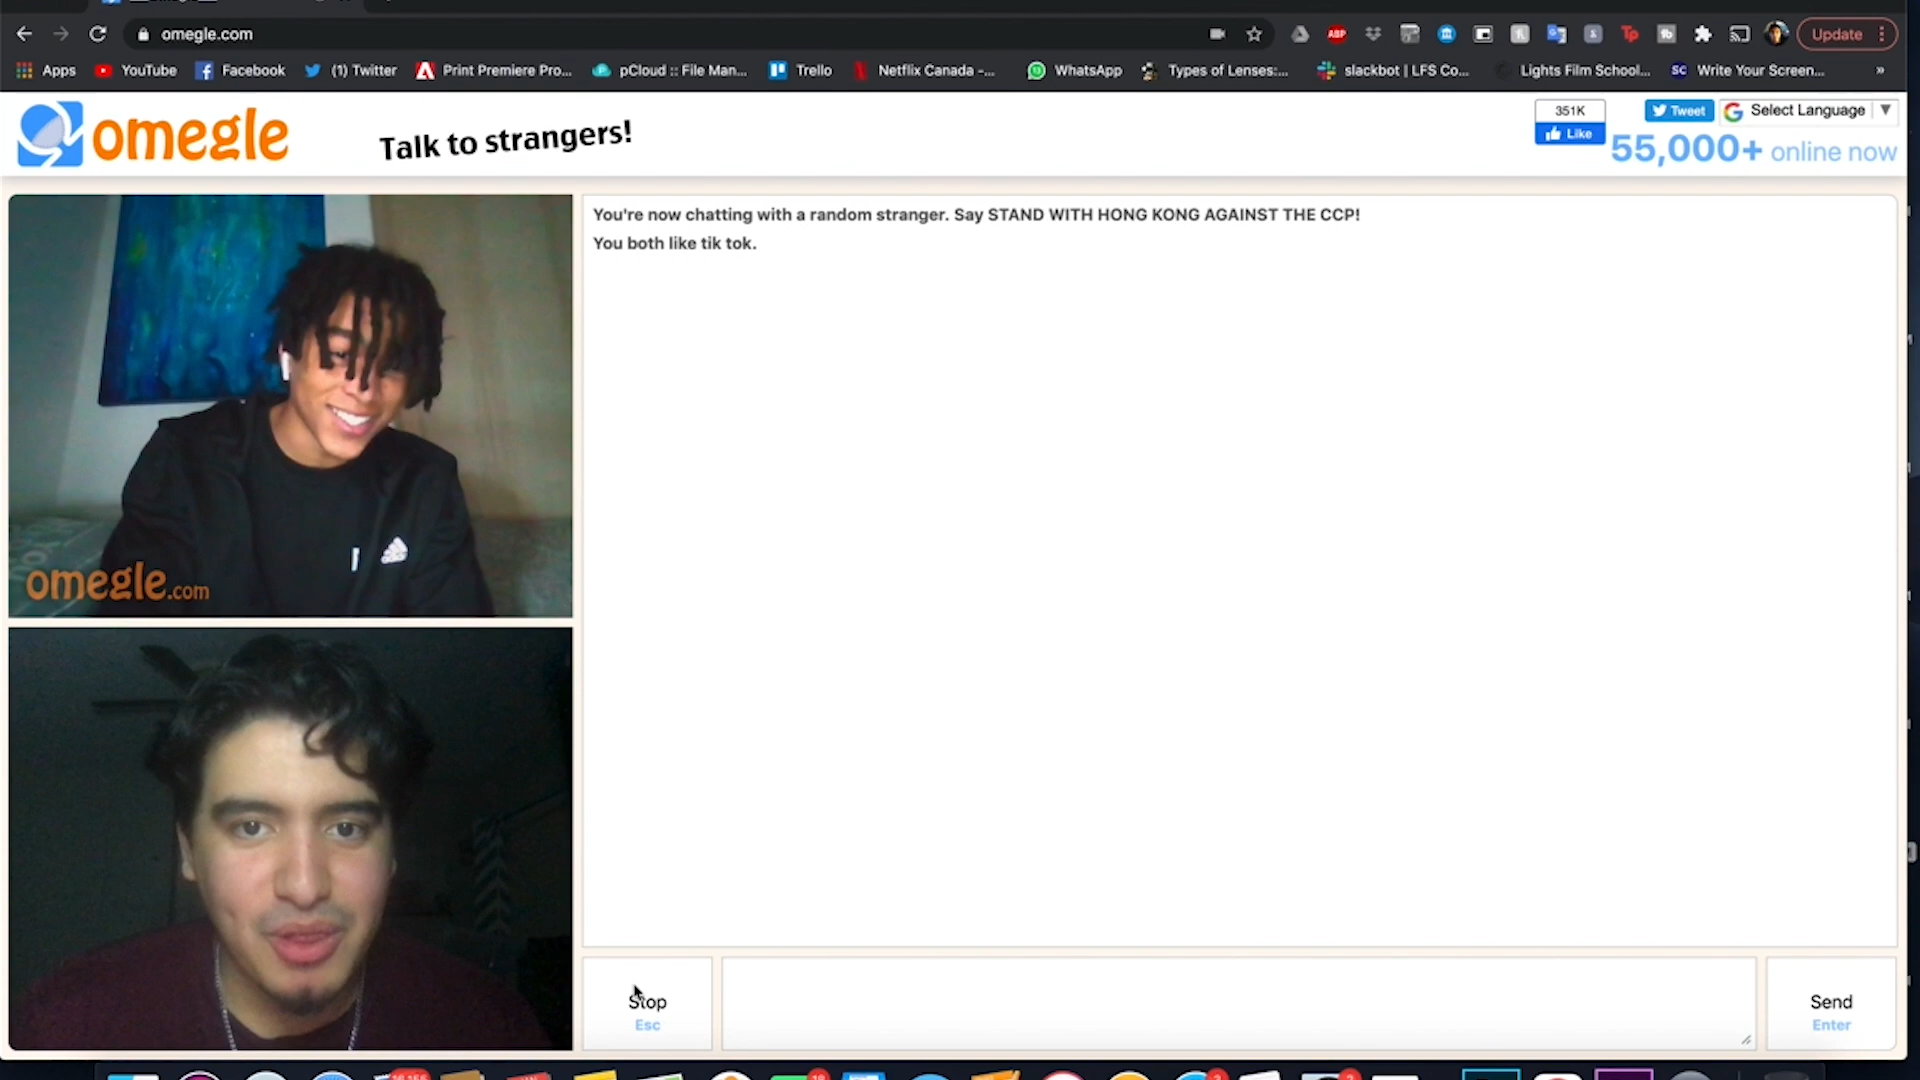 omegle.com
Update
Apps
YouTube
Facebook
(1) Twitter
Print Premiere Pro...
pCloud :: File Man...
Trello
Netflix Canada –...
WhatsApp
Types of Lenses:...
slackbot | LFS Co...
Lights Film School...
SC Write Your Screen...
»
omegle
Talk to strangers!
351K
Like
Tweet
Select Language
55,000+ online now
You're now chatting with a random stranger. Say STAND WITH HONG KONG AGAINST THE CCP!
You both like tik tok.
omegle.com
Stop
Esc
Send
Enter